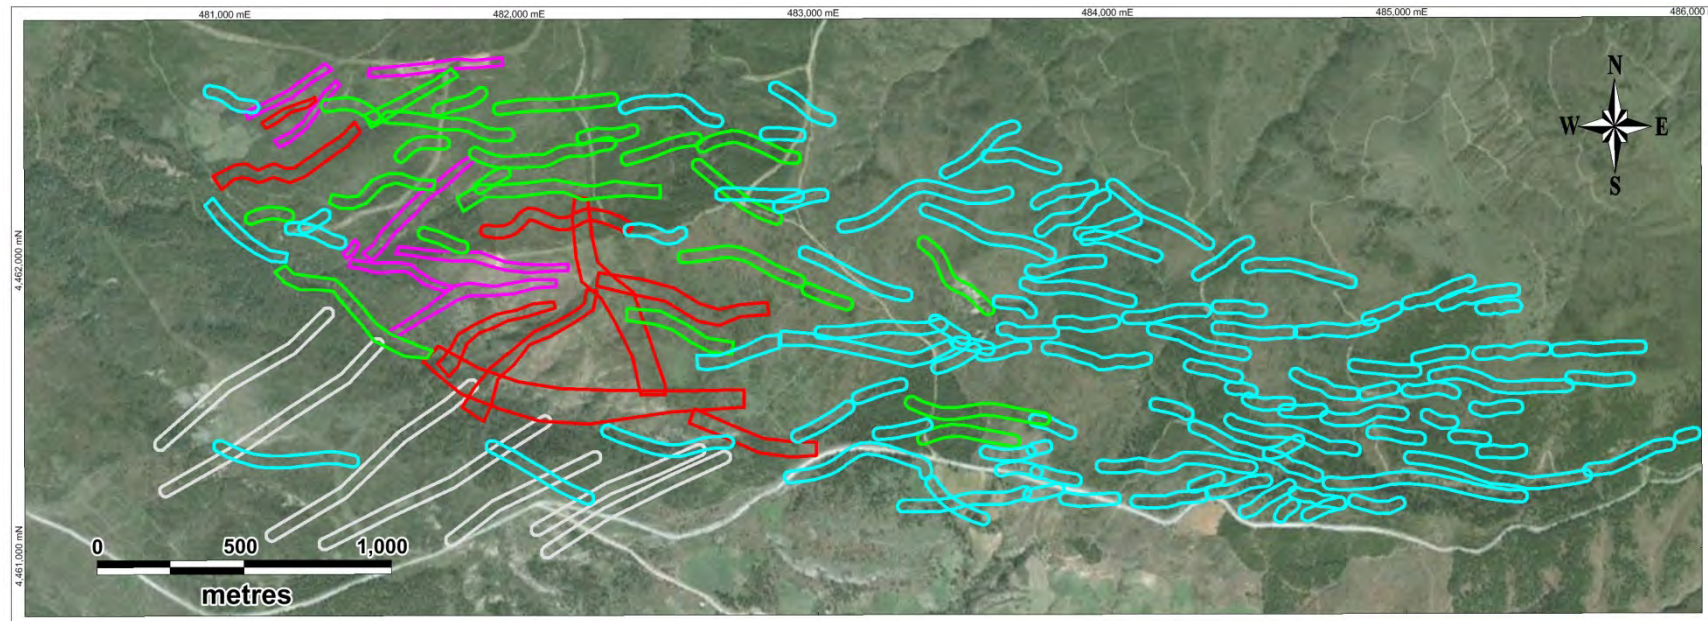 481,000 mE
482,000 mE
483,000 mE
484,000 mE
485,000 mE
486,000
N
W
E
S
4,462,000 mN
4,461,000 mN
0
500
1,000
metres